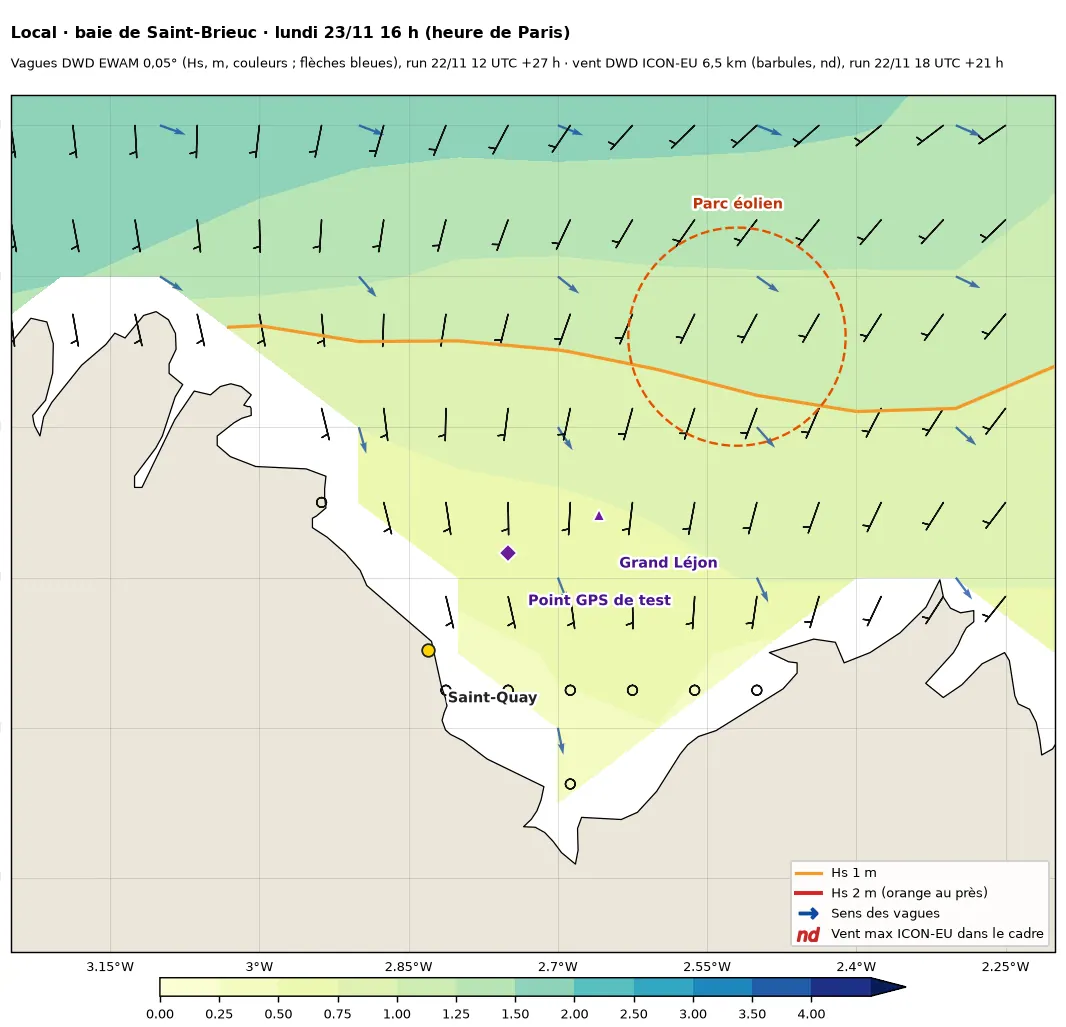 Local · baie de Saint-Brieuc · lundi 23/11 16 h (heure de Paris)
Vagues DWD EWAM 0,05° (Hs, m, couleurs ; flèches bleues), run 22/11 12 UTC +27 h · vent DWD ICON-EU 6,5 km (barbules, nd), run 22/11 18 UTC +21 h
Parc éolien
Grand Léjon
Point GPS de test
Saint-Quay
Hs 1 m
Hs 2 m (orange au près)
Sens des vagues
nd Vent max ICON-EU dans le cadre
3.15°W 3°W 2.85°W 2.7°W 2.55°W 2.4°W 2.25°W
0.00 0.25 0.50 0.75 1.00 1.25 1.50 2.00 2.50 3.00 3.50 4.00